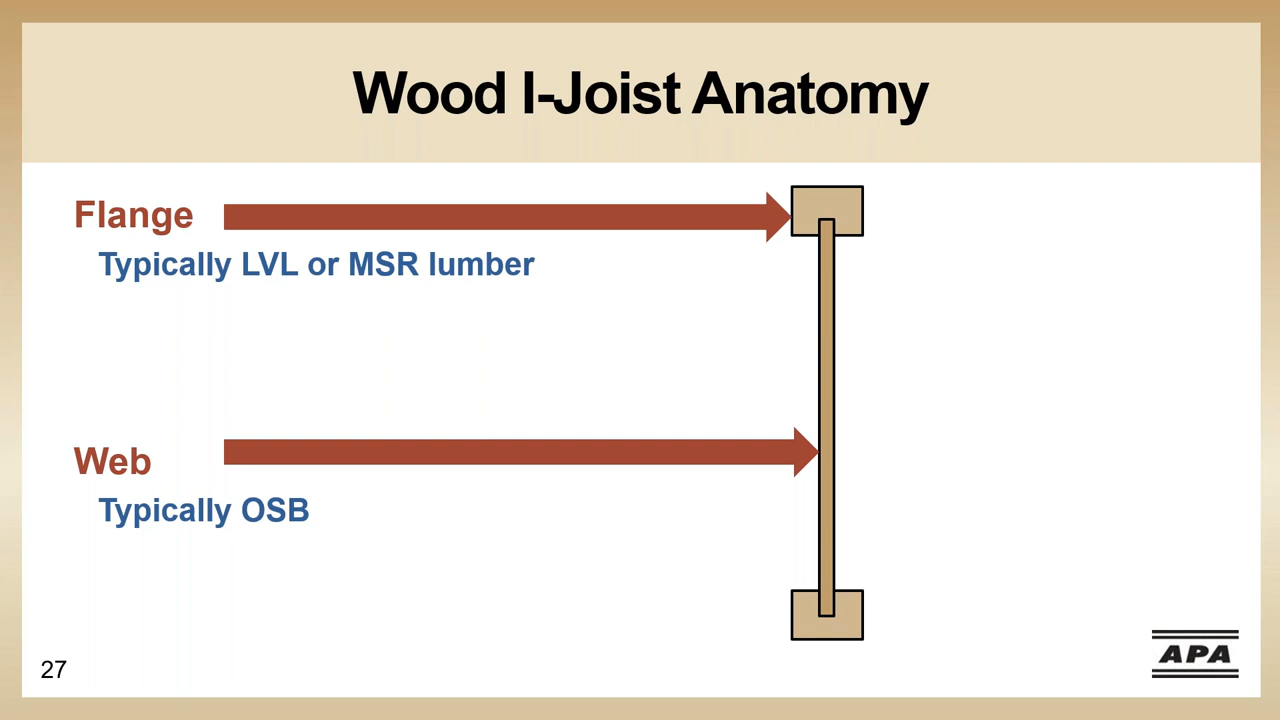 Wood I-Joist Anatomy
Flange
Typically LVL or MSR lumber
Web
Typically OSB
27
APA